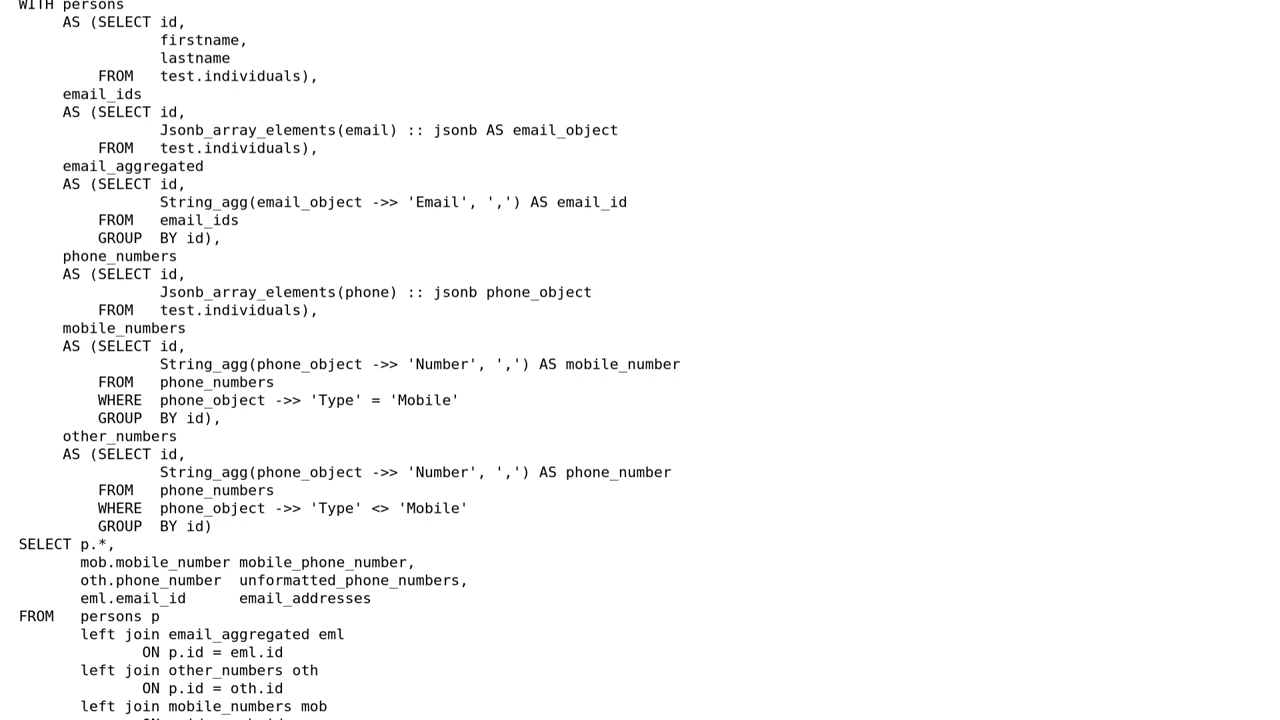 WITH persons
     AS (SELECT id,
                firstname,
                lastname
         FROM   test.individuals),
     email_ids
     AS (SELECT id,
                Jsonb_array_elements(email) :: jsonb AS email_object
         FROM   test.individuals),
     email_aggregated
     AS (SELECT id,
                String_agg(email_object ->> 'Email', ',') AS email_id
         FROM   email_ids
         GROUP  BY id),
     phone_numbers
     AS (SELECT id,
                Jsonb_array_elements(phone) :: jsonb phone_object
         FROM   test.individuals),
     mobile_numbers
     AS (SELECT id,
                String_agg(phone_object ->> 'Number', ',') AS mobile_number
         FROM   phone_numbers
         WHERE  phone_object ->> 'Type' = 'Mobile'
         GROUP  BY id),
     other_numbers
     AS (SELECT id,
                String_agg(phone_object ->> 'Number', ',') AS phone_number
         FROM   phone_numbers
         WHERE  phone_object ->> 'Type' <> 'Mobile'
         GROUP  BY id)
SELECT p.*,
       mob.mobile_number mobile_phone_number,
       oth.phone_number  unformatted_phone_numbers,
       eml.email_id      email_addresses
FROM   persons p
       left join email_aggregated eml
              ON p.id = eml.id
       left join other_numbers oth
              ON p.id = oth.id
       left join mobile_numbers mob